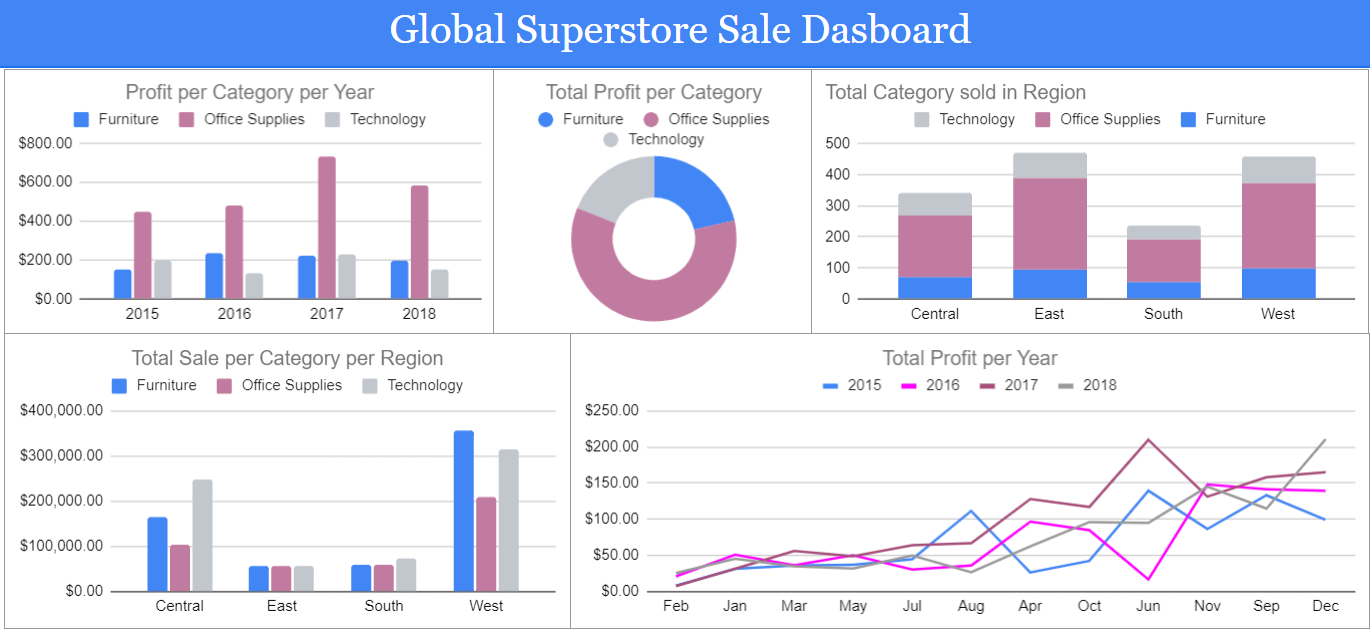 Global Superstore Sale Dasboard
Profit per Category per Year
Furniture Office Supplies Technology
$800.00
$600.00
$400.00
$200.00
$0.00
2015 2016 2017 2018
Total Profit per Category
Furniture Office Supplies
Technology
Total Category sold in Region
Technology Office Supplies Furniture
500
400
300
200
100
0
Central East South West
Total Sale per Category per Region
Furniture Office Supplies Technology
$400,000.00
$300,000.00
$200,000.00
$100,000.00
$0.00
Central East South West
Total Profit per Year
2015 2016 2017 2018
$250.00
$200.00
$150.00
$100.00
$50.00
$0.00
Feb Jan Mar May Jul Aug Apr Oct Jun Nov Sep Dec